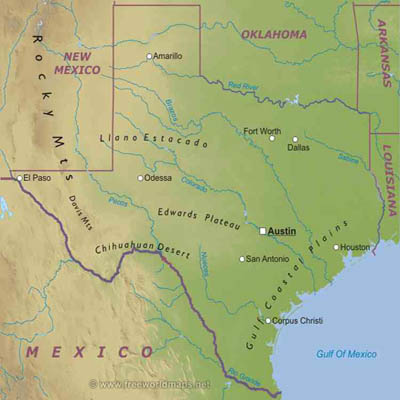 OKLAHOMA
ARKANSAS
Rocky Mts
NEW
MEXICO
Amarillo
Red River
Brazos
Llano Estacado
Fort Worth
Dallas
Sabine
LOUISIANA
El Paso
Odessa
Colorado
Davis Mts
Pecos
Edwards Plateau
Austin
Chihuahuan Desert
Houston
San Antonio
Nueces
Gulf Coastal Plains
Corpus Christi
MEXICO
Gulf Of Mexico
Rio Grande
© www.freeworldmaps.net